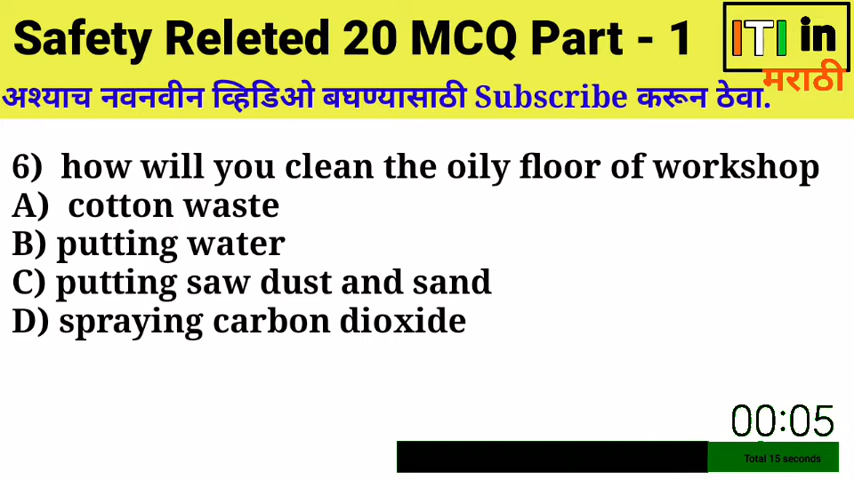 Safety Releted 20 MCQ Part - 1
ITI in
मराठी
अश्याच नवनवीन व्हिडिओ बघण्यासाठी Subscribe करून ठेवा.
6) how will you clean the oily floor of workshop
A) cotton waste
B) putting water
C) putting saw dust and sand
D) spraying carbon dioxide
00:05
Total 15 seconds